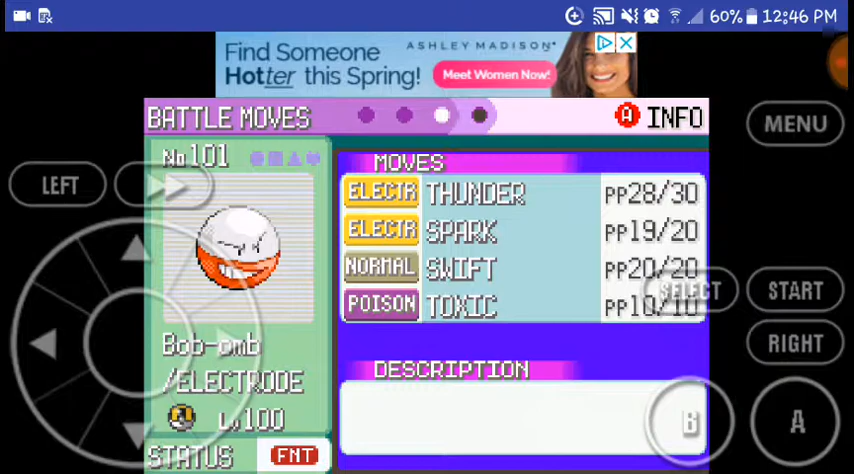 60% 12:46 PM
Find Someone
Hotter this Spring!
ASHLEY MADISON
Meet Women Now!
BATTLE MOVES
A INFO
MENU
LEFT
No101
MOVES
ELECTR THUNDER PP28/30
ELECTR SPARK PP19/20
NORMAL SWIFT PP20/20
POISON TOXIC PP10/10
SELECT
START
RIGHT
Bob-omb
/ELECTRODE
Lv100
DESCRIPTION
B
A
STATUS FNT